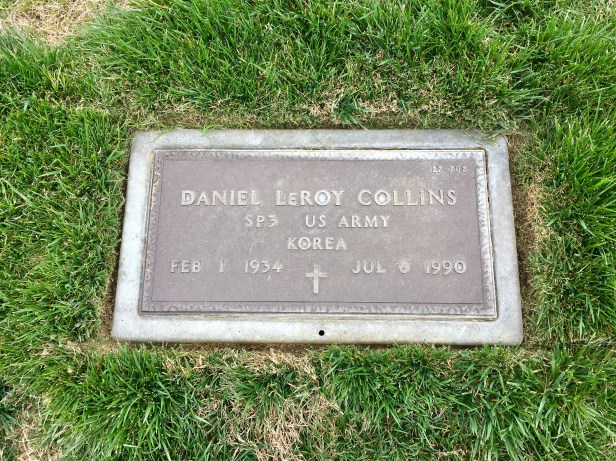 DANIEL LEROY COLLINS
SP3 US ARMY
KOREA
FEB 1 1934 JUL 6 1990